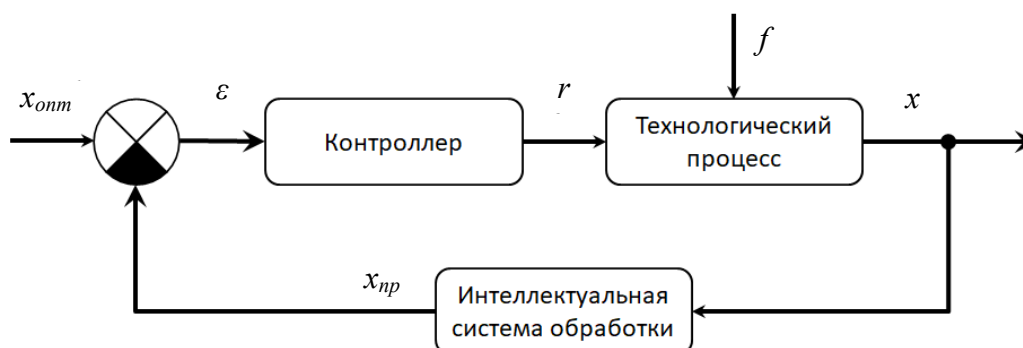 f
x_опт
ε
r
x
Контроллер
Технологический
процесс
x_пр
Интеллектуальная
система обработки